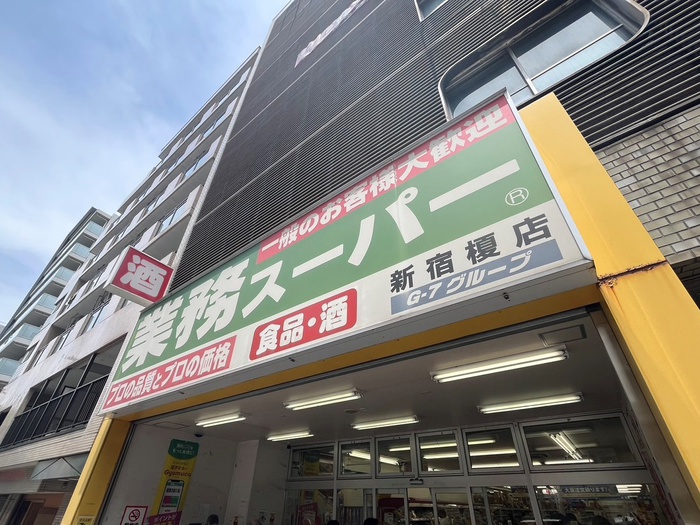 一般のお客様大歓迎
業務スーパー®
酒
プロの品質とプロの価格
食品・酒
新宿榎店
G-7 グループ